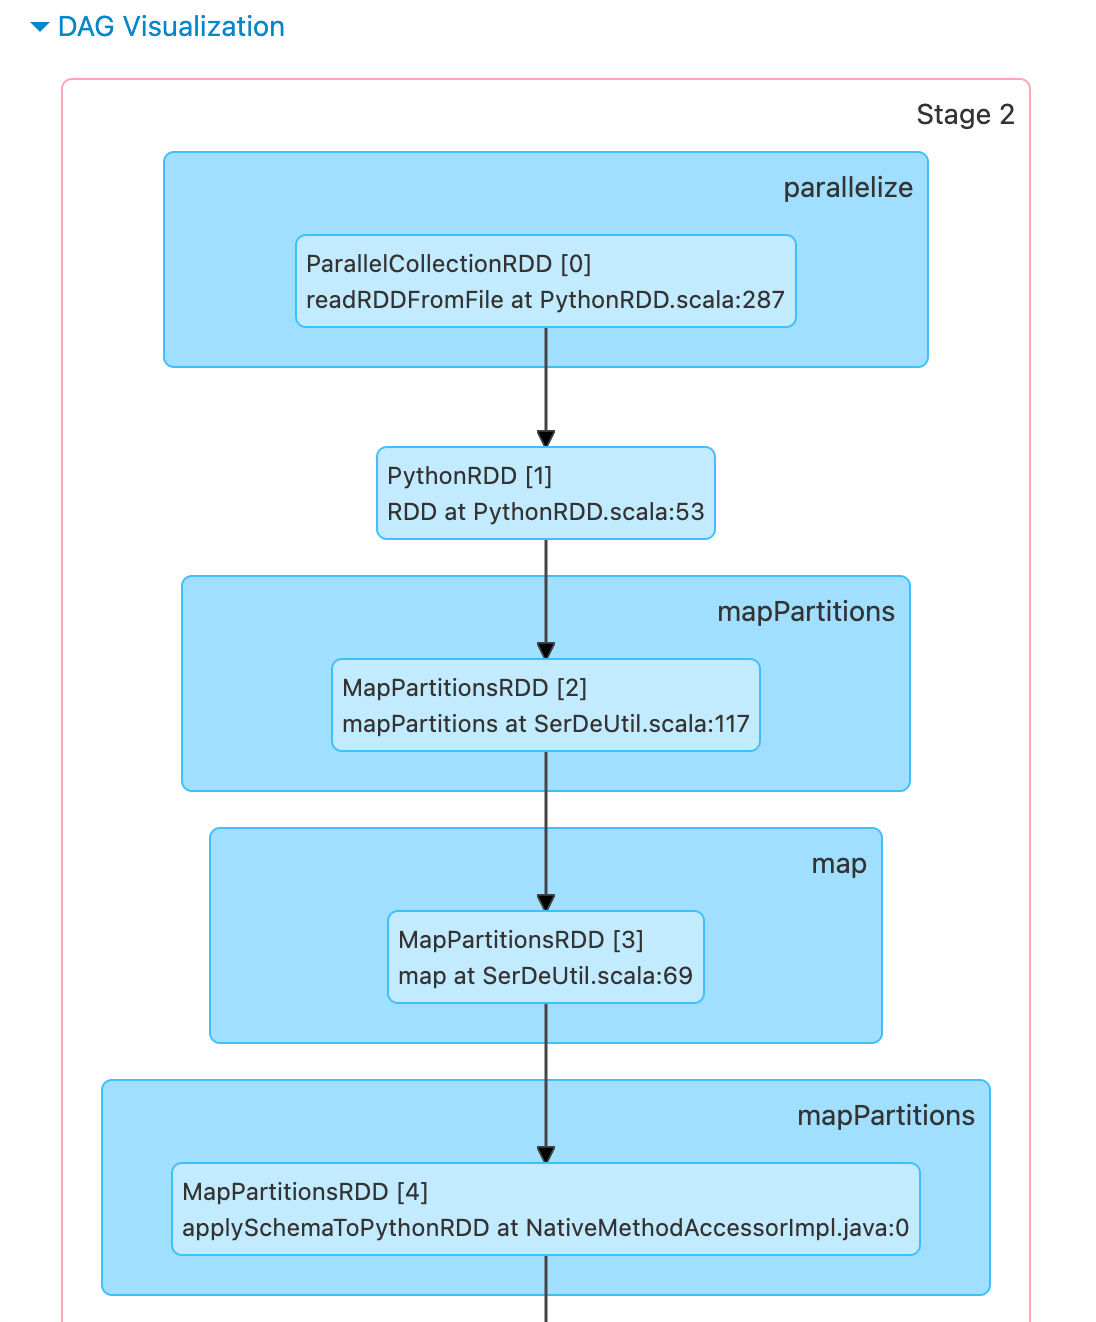 DAG Visualization
Stage 2
parallelize
ParallelCollectionRDD [0]
readRDDFromFile at PythonRDD.scala:287
PythonRDD [1]
RDD at PythonRDD.scala:53
mapPartitions
MapPartitionsRDD [2]
mapPartitions at SerDeUtil.scala:117
map
MapPartitionsRDD [3]
map at SerDeUtil.scala:69
mapPartitions
MapPartitionsRDD [4]
applySchemaToPythonRDD at NativeMethodAccessorImpl.java:0